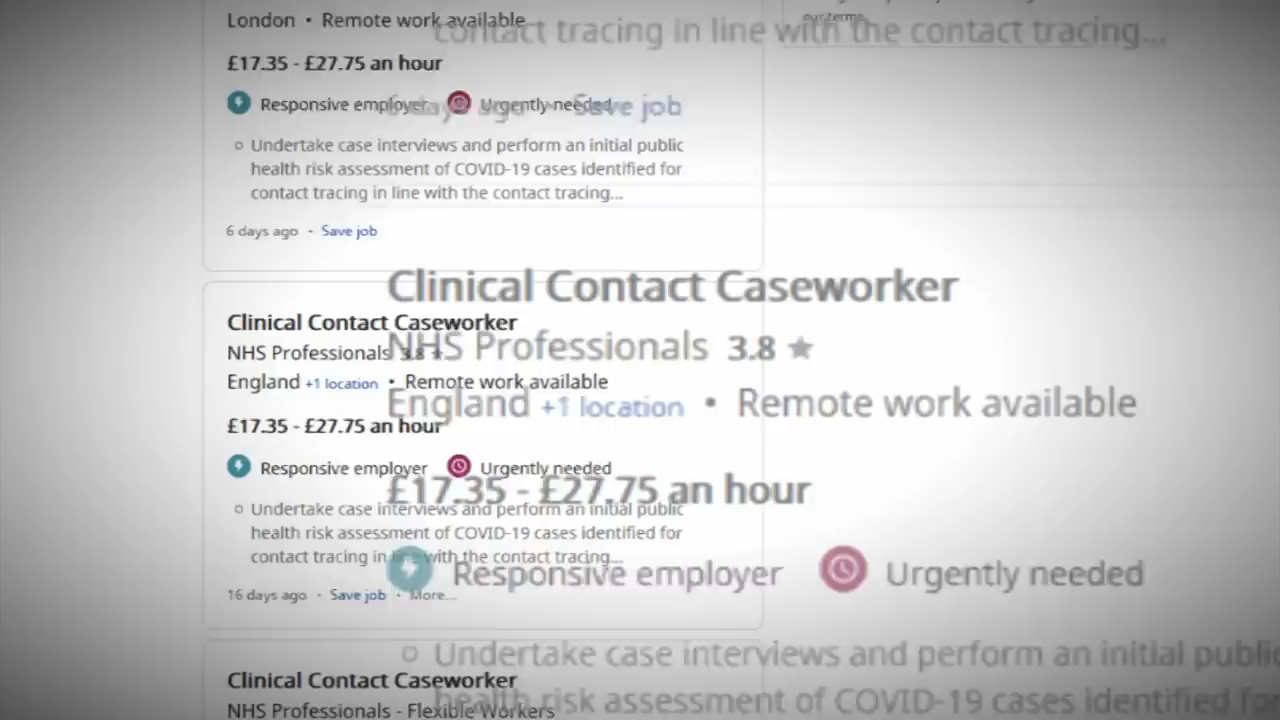 London • Remote work available
£17.35 - £27.75 an hour
Responsive employer Urgently needed
Undertake case interviews and perform an initial public
health risk assessment of COVID-19 cases identified for
contact tracing in line with the contact tracing...
6 days ago - Save job
Clinical Contact Caseworker
NHS Professionals 3.8 ★
England +1 location • Remote work available
£17.35 - £27.75 an hour
Responsive employer Urgently needed
Undertake case interviews and perform an initial public
health risk assessment of COVID-19 cases identified for
contact tracing in line with the contact tracing...
16 days ago - Save job - More...
Clinical Contact Caseworker
NHS Professionals - Flexible Workers
our terms.
contact tracing in line with the contact tracing...
6 days ago - Save job
Clinical Contact Caseworker
NHS Professionals 3.8 ★
England +1 location • Remote work available
£17.35 - £27.75 an hour
Responsive employer Urgently needed
Undertake case interviews and perform an initial public
health risk assessment of COVID-19 cases identified for